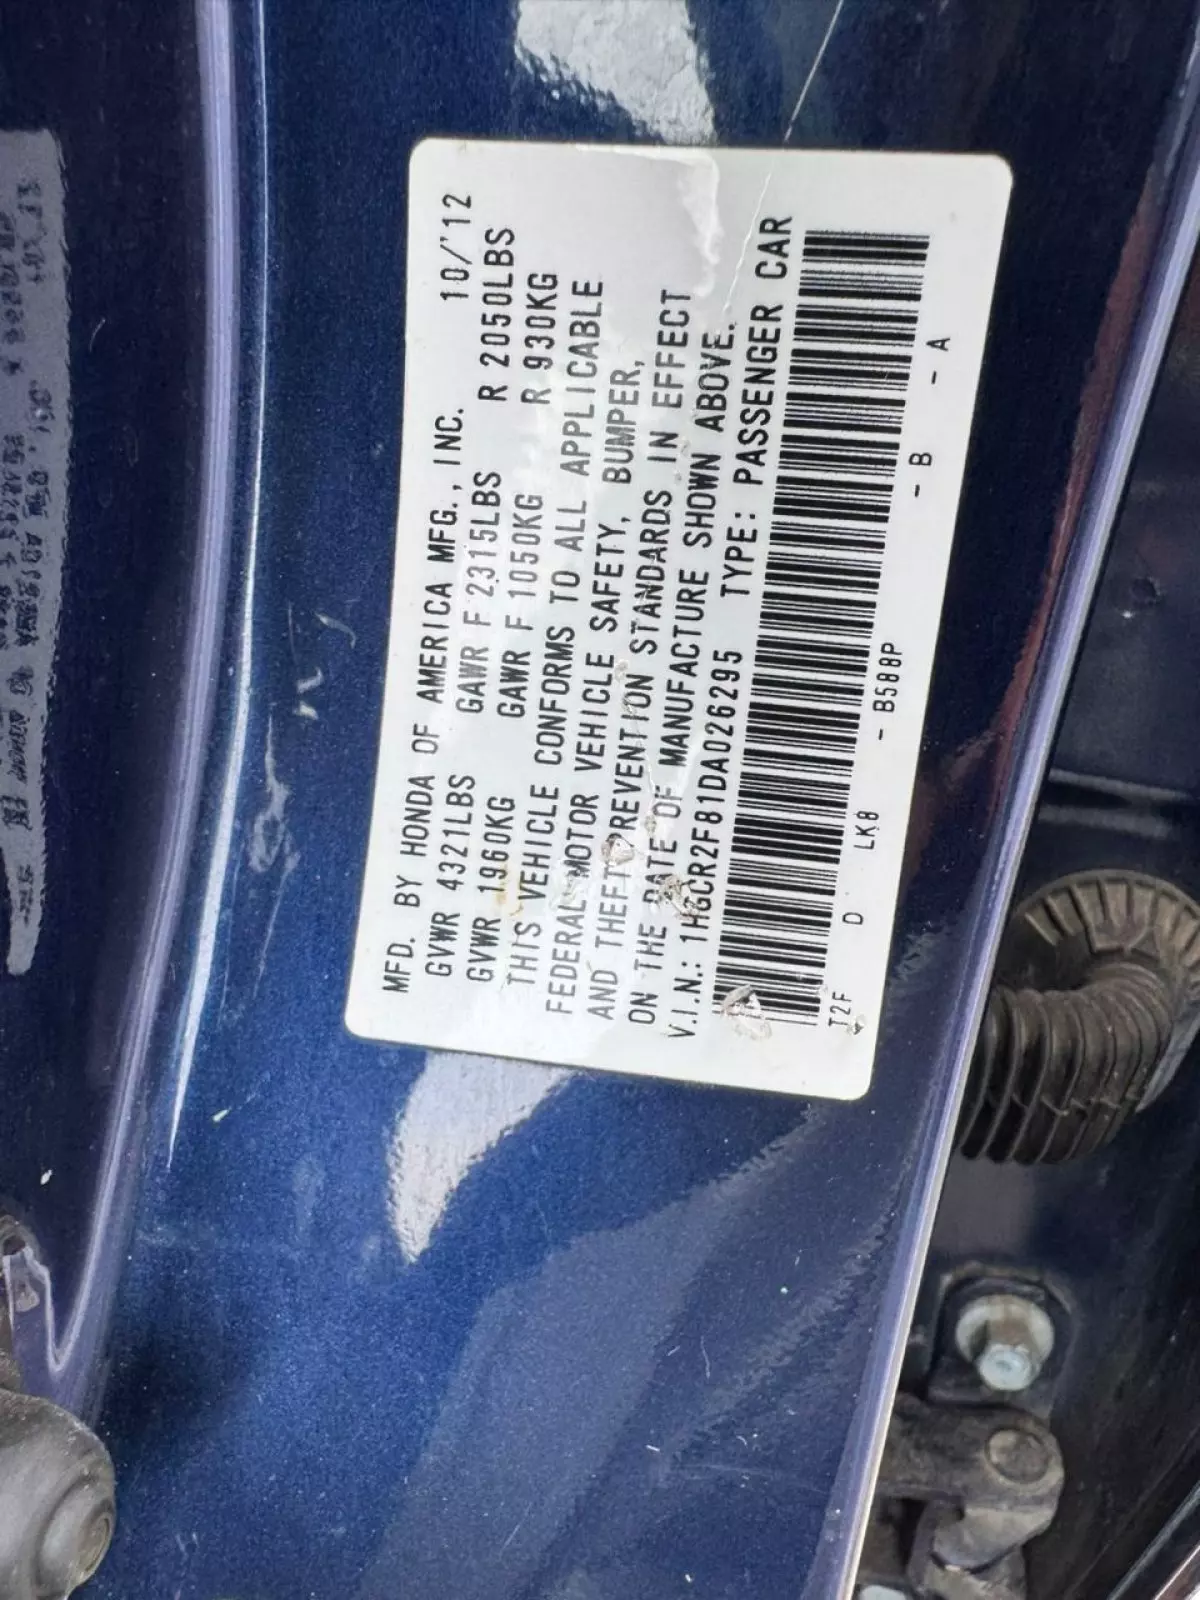 MFD. BY HONDA OF AMERICA MFG., INC. 10/'12
GVWR 4321LBS GAWR F 2315LBS R 2050LBS
GVWR 1960KG GAWR F 1050KG R 930KG
THIS VEHICLE CONFORMS TO ALL APPLICABLE
FEDERAL MOTOR VEHICLE SAFETY, BUMPER,
AND THEFT PREVENTION STANDARDS IN EFFECT
ON THE DATE OF MANUFACTURE SHOWN ABOVE.
V.I.N.: 1HGCR2F81DA026295 TYPE: PASSENGER CAR
T2F D LK8 - B588P - B - A